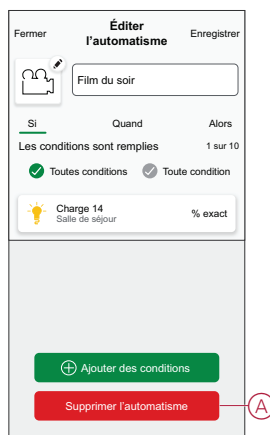 Fermer
Éditer
l'automatisme
Enregistrer
Film du soir
Si
Quand
Alors
Les conditions sont remplies
1 sur 10
Toutes conditions
Toute condition
Charge 14
Salle de séjour
% exact
Ajouter des conditions
Supprimer l'automatisme
A